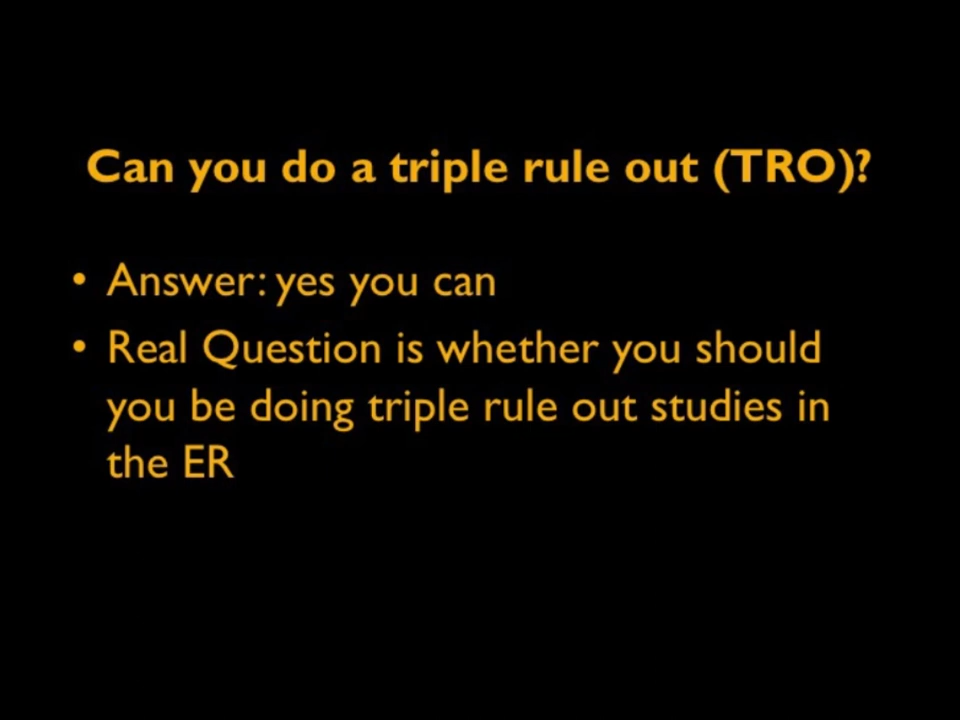 Can you do a triple rule out (TRO)?
• Answer: yes you can
• Real Question is whether you should
you be doing triple rule out studies in
the ER